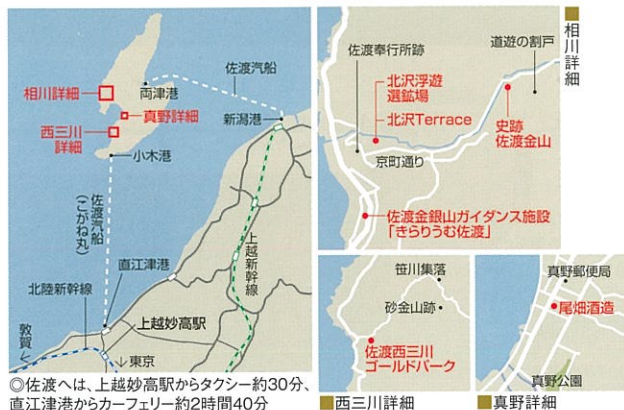 相川詳細
両津港
佐渡汽船
真野詳細
新潟港
西三川
詳細
小木港
佐渡汽船
(こがね丸)
上越新幹線
直江津港
北陸新幹線
上越妙高駅
敦賀
東京
◎佐渡へは、上越妙高駅からタクシー約30分、
直江津港からカーフェリー約2時間40分
相川詳細
佐渡奉行所跡
道遊の割戸
北沢浮遊
選鉱場
北沢Terrace
史跡
佐渡金山
京町通り
佐渡金銀山ガイダンス施設
「きらりうむ佐渡」
笹川集落
砂金山跡
佐渡西三川
ゴールドパーク
西三川詳細
真野郵便局
尾畑酒造
真野公園
真野詳細